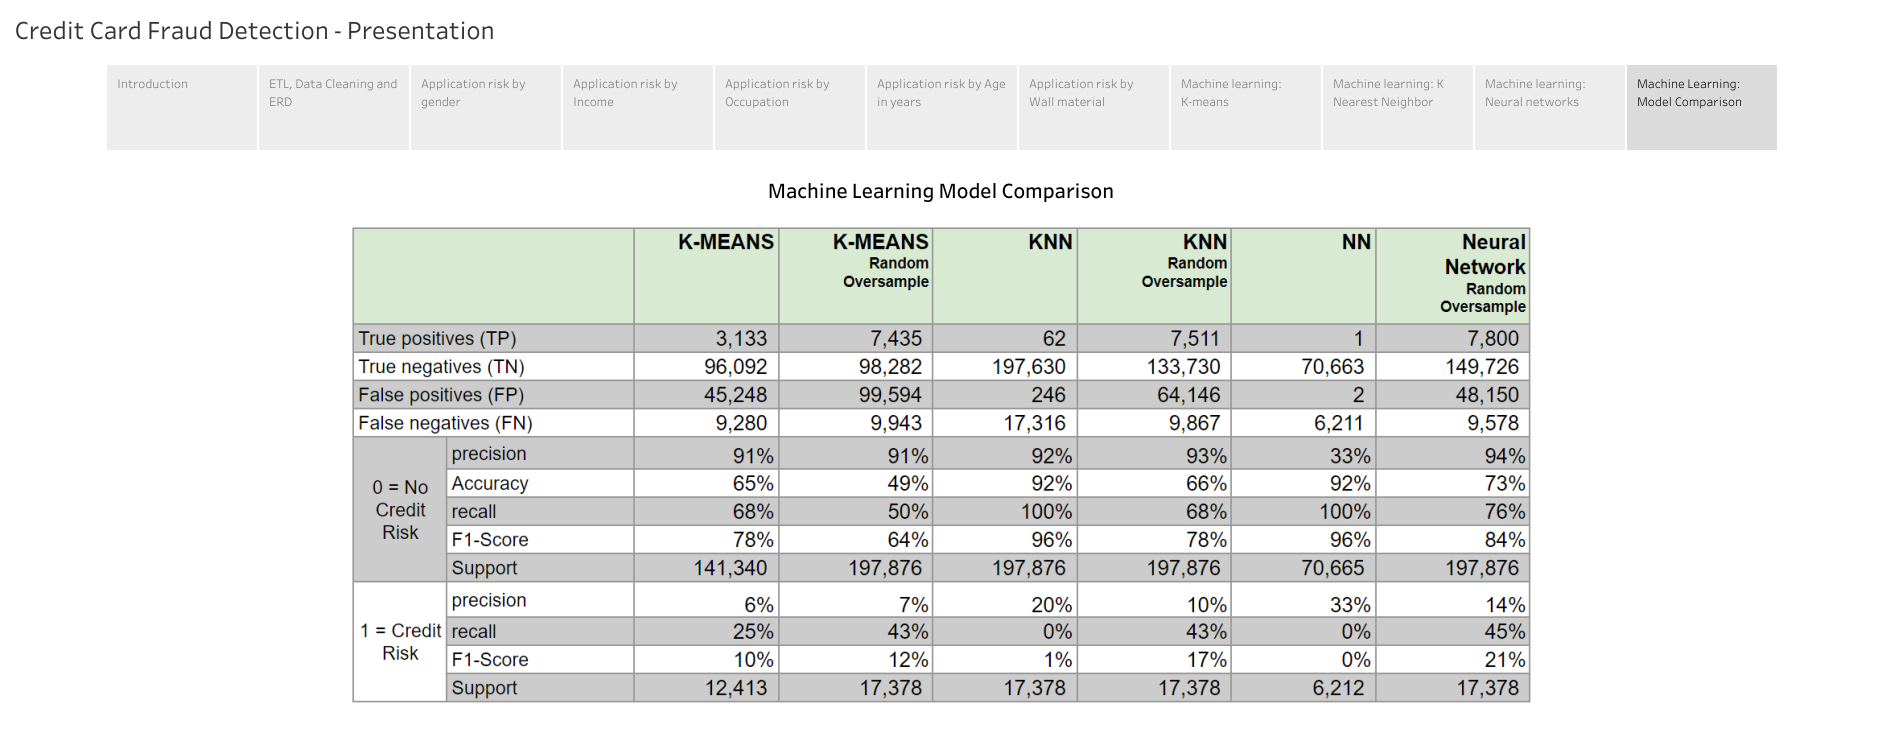 Credit Card Fraud Detection - Presentation
Introduction
ETL, Data Cleaning and
ERD
Application risk by
gender
Application risk by
Income
Application risk by
Occupation
Application risk by Age
in years
Application risk by
Wall material
Machine learning:
K-means
Machine learning: K
Nearest Neighbor
Machine learning:
Neural networks
Machine Learning:
Model Comparison
Machine Learning Model Comparison
K-MEANS
K-MEANS
Random
Oversample
KNN
KNN
Random
Oversample
NN
Neural
Network
Random
Oversample
True positives (TP) 3,133 7,435 62 7,511 1 7,800
True negatives (TN) 96,092 98,282 197,630 133,730 70,663 149,726
False positives (FP) 45,248 99,594 246 64,146 2 48,150
False negatives (FN) 9,280 9,943 17,316 9,867 6,211 9,578
0 = No
Credit
Risk
precision 91% 91% 92% 93% 33% 94%
Accuracy 65% 49% 92% 66% 92% 73%
recall 68% 50% 100% 68% 100% 76%
F1-Score 78% 64% 96% 78% 96% 84%
Support 141,340 197,876 197,876 197,876 70,665 197,876
1 = Credit
Risk
precision 6% 7% 20% 10% 33% 14%
recall 25% 43% 0% 43% 0% 45%
F1-Score 10% 12% 1% 17% 0% 21%
Support 12,413 17,378 17,378 17,378 6,212 17,378